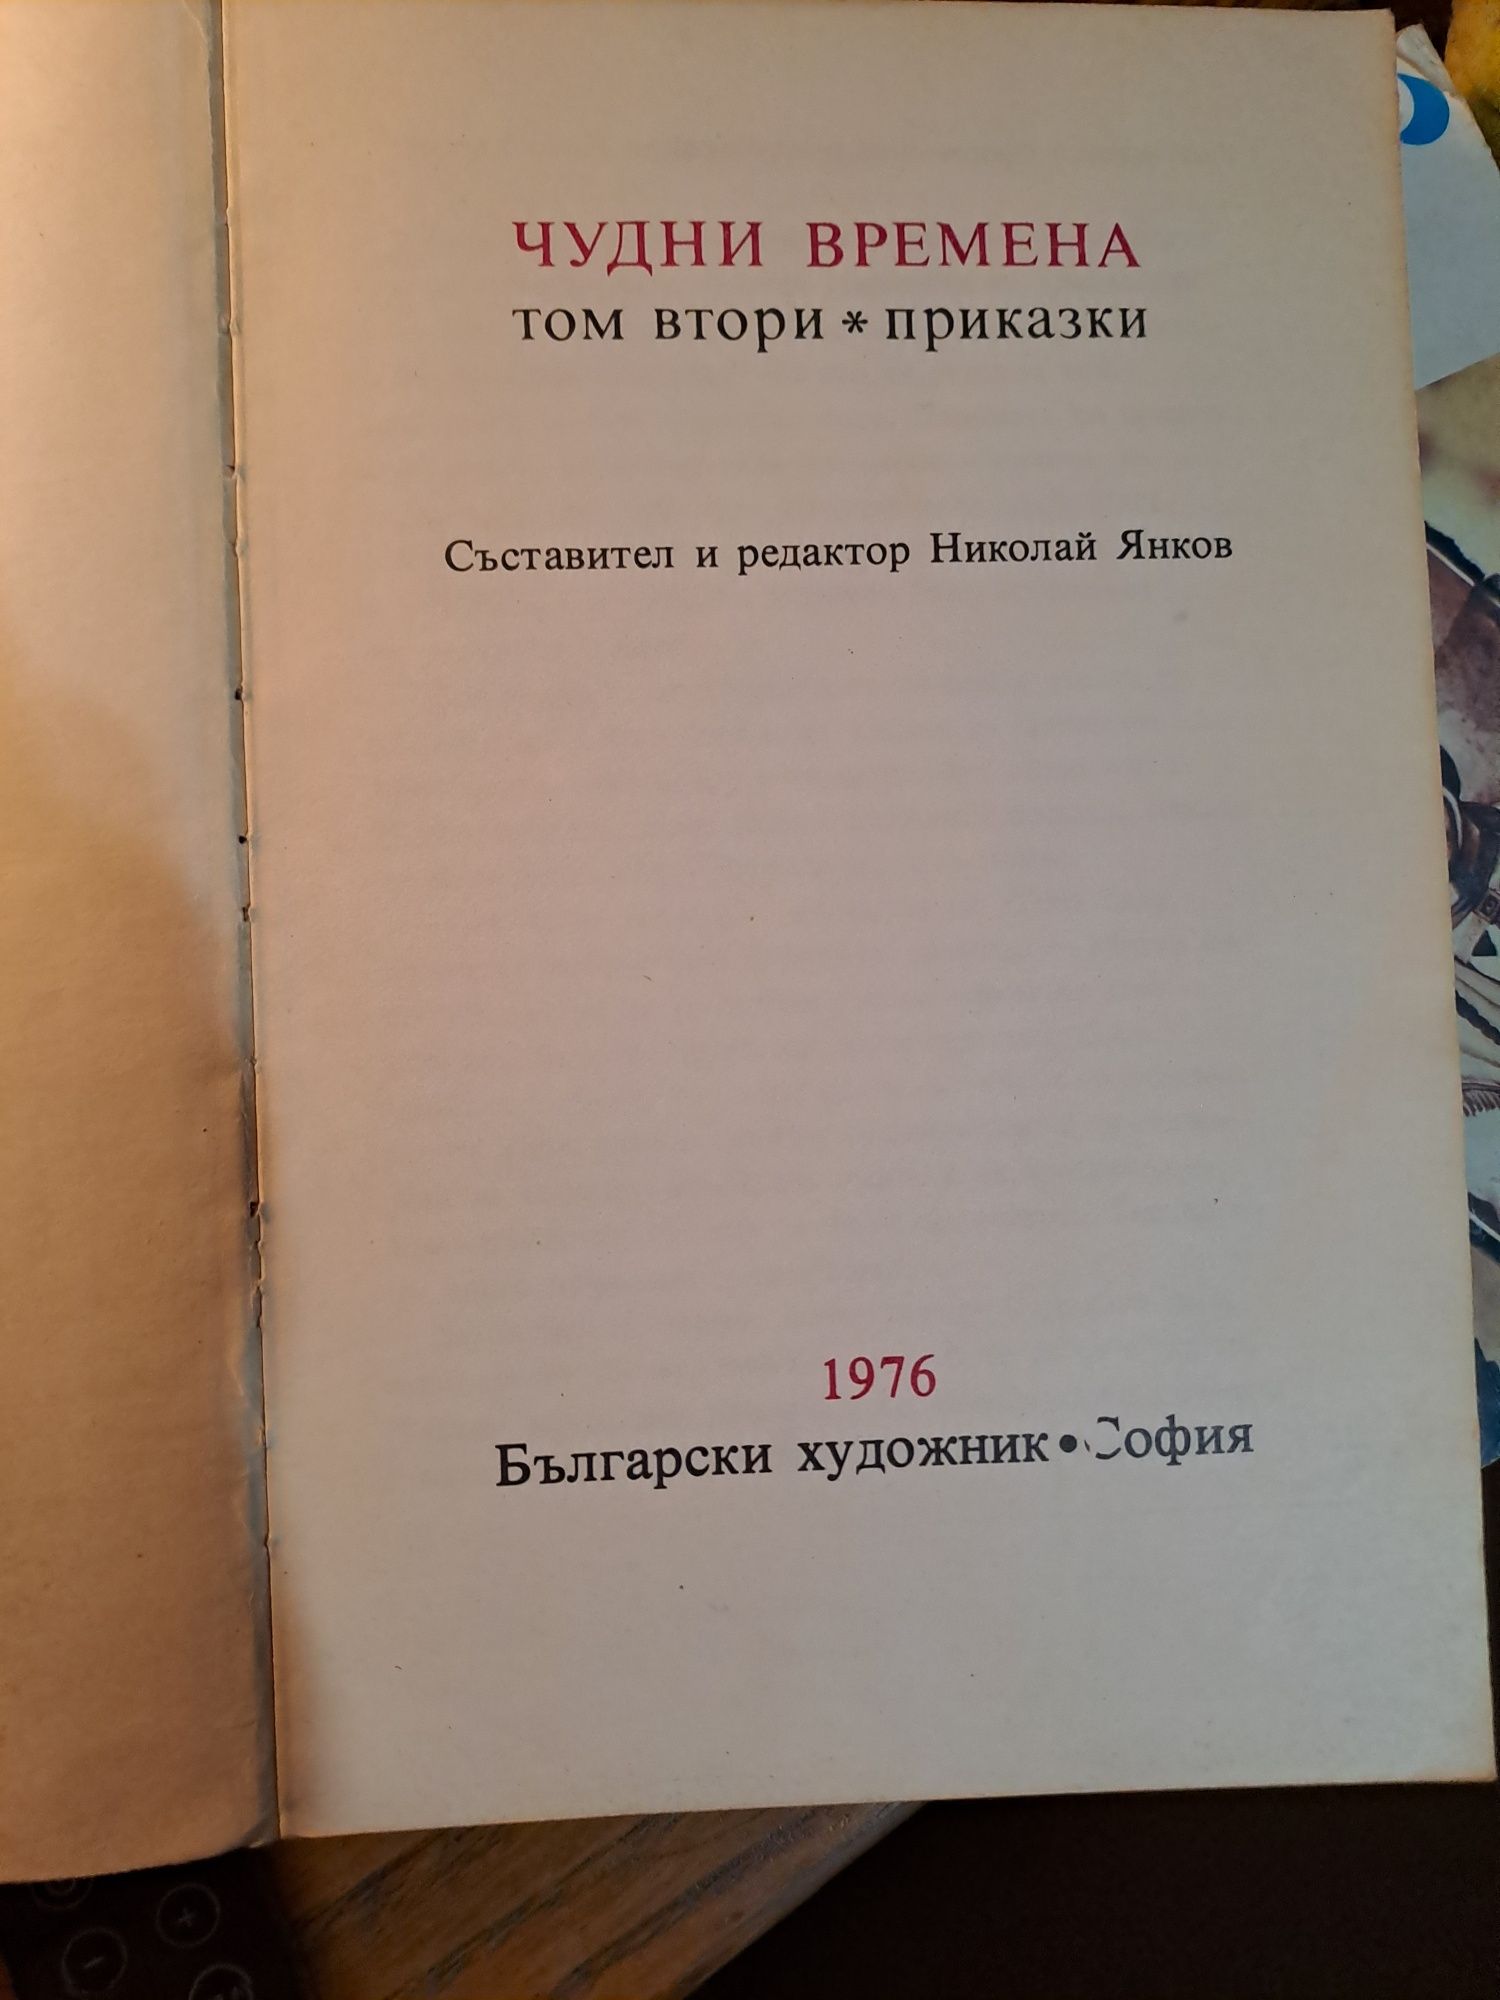 ЧУДНИ ВРЕМЕНА
том втори * приказки
Съставител и редактор Николай Янков
1976
Български художник • София